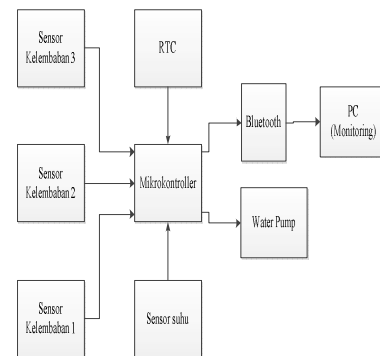 Sensor
Kelembaban 3
RTC
Bluetooth
PC
(Monitoring)
Sensor
Kelembaban 2
Mikrokontroller
Water Pump
Sensor
Kelembaban 1
Sensor suhu